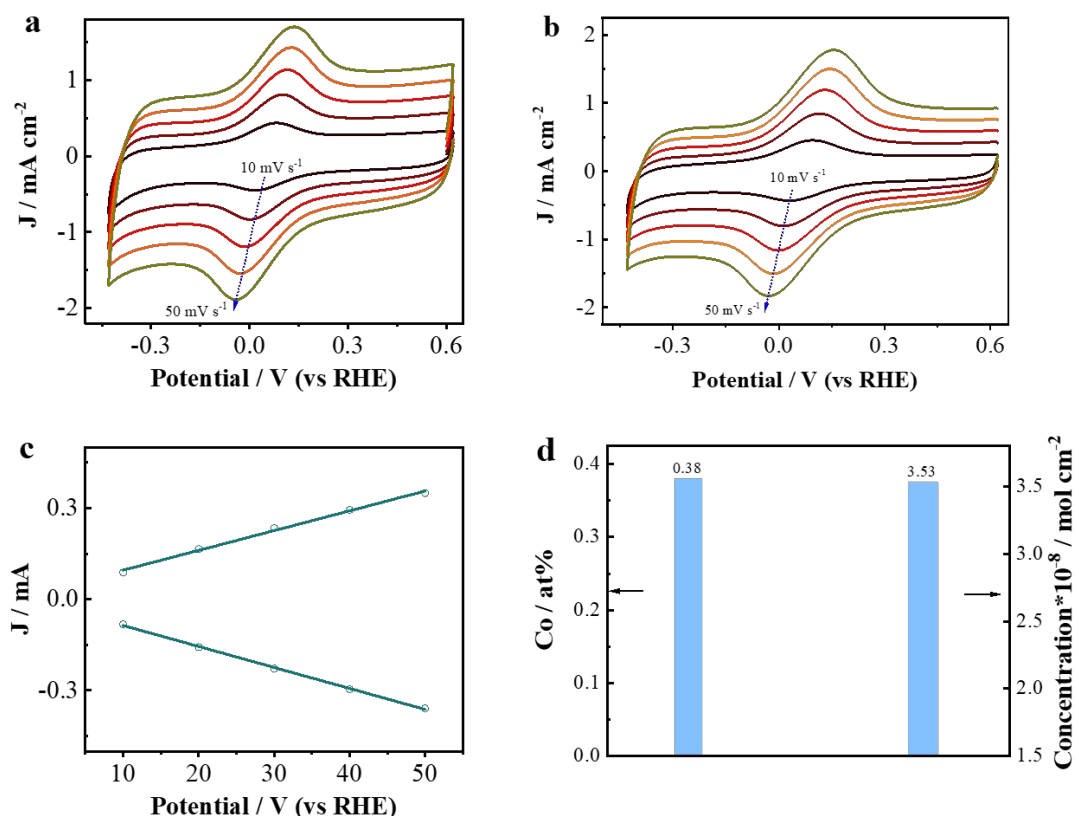 a
J / mA cm⁻²
1
0
-1
-2
10 mV s⁻¹
50 mV s⁻¹
-0.3
0.0
0.3
0.6
Potential / V (vs RHE)
b
J / mA cm⁻²
2
1
0
-1
-2
10 mV s⁻¹
50 mV s⁻¹
-0.3
0.0
0.3
0.6
Potential / V (vs RHE)
c
J / mA
0.3
0.0
-0.3
10
20
30
40
50
Potential / V (vs RHE)
d
Co / at%
0.4
0.3
0.2
0.1
0.0
0.38
3.53
3.5
3.0
2.5
2.0
1.5
Concentration*10⁻⁸ / mol cm⁻²